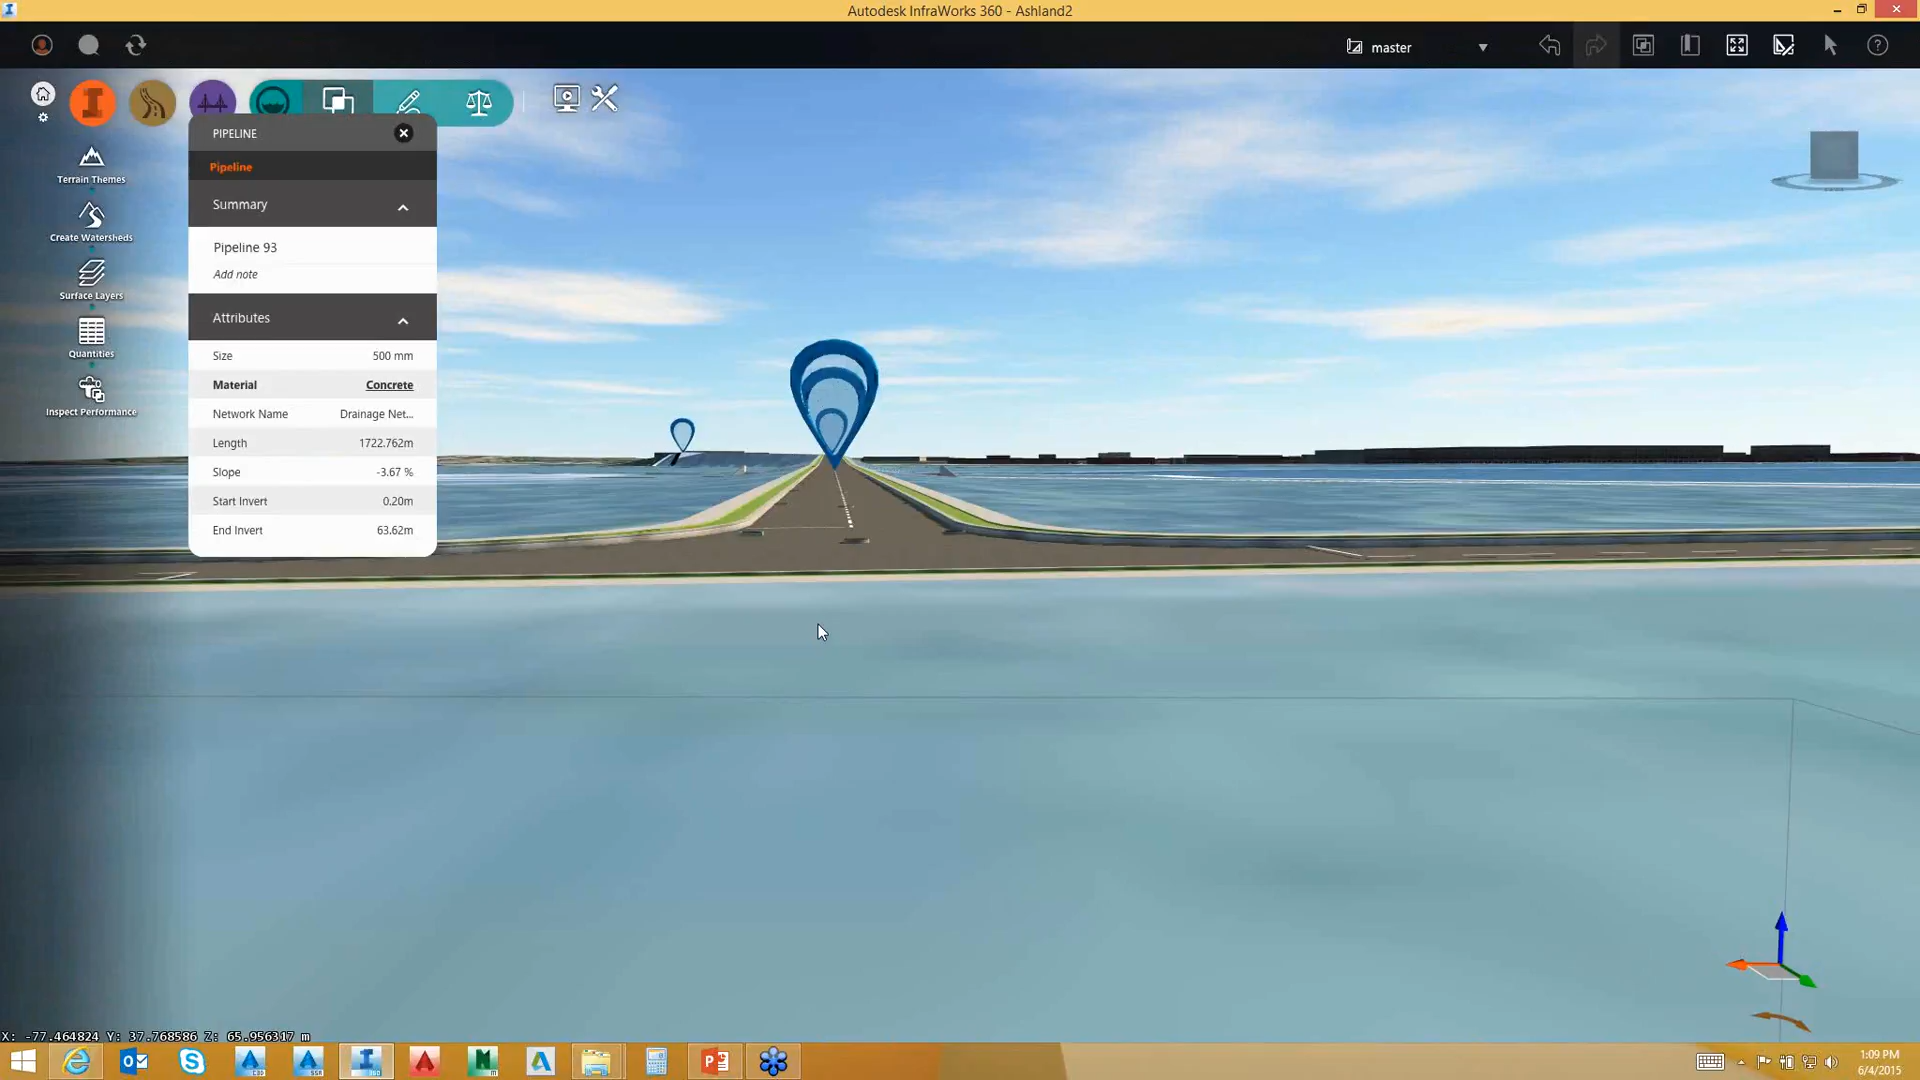 Autodesk InfraWorks 360 - Ashland2
master
PIPELINE
Pipeline
Summary
Pipeline 93
Add note
Attributes
Size 500 mm
Material Concrete
Network Name Drainage Net...
Length 1722.762m
Slope -3.67 %
Start Invert 0.20m
End Invert 63.62m
Terrain Themes
Create Watersheds
Surface Layers
Quantities
Inspect Performance
X: -77.464824 Y: 37.768586 Z: 65.956317 m
1:09 PM
6/4/2015